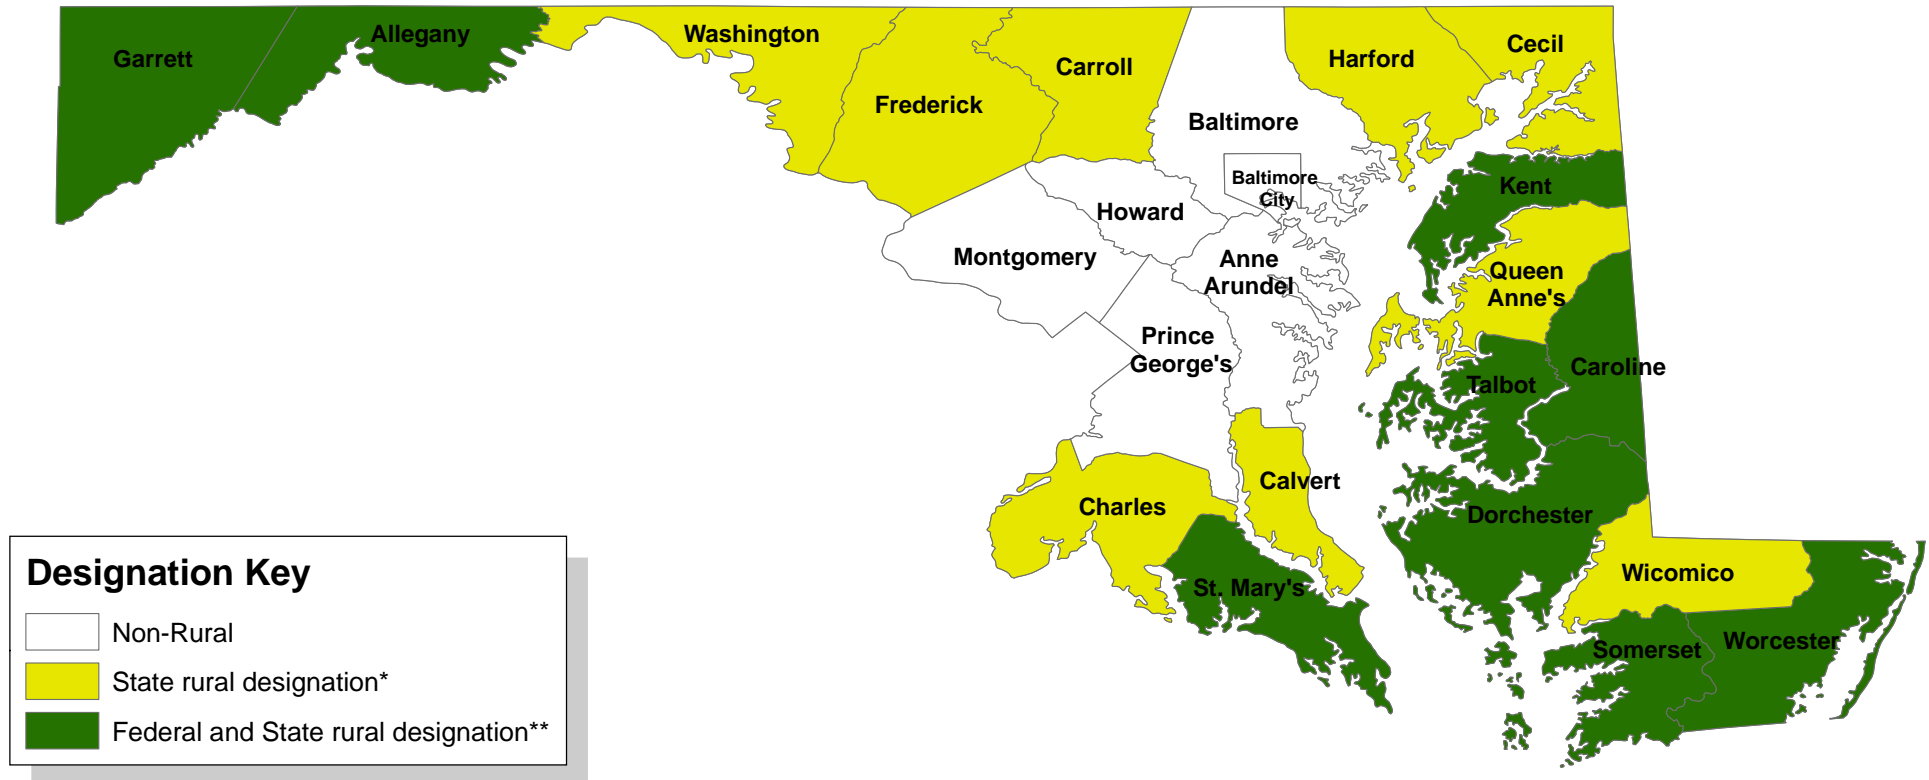 Garrett
Allegany
Washington
Frederick
Carroll
Baltimore
Harford
Cecil
Baltimore
City
Kent
Howard
Montgomery
Anne
Arundel
Queen
Anne's
Prince
George's
Caroline
Talbot
Calvert
Charles
Dorchester
St. Mary's
Wicomico
Somerset
Worcester
Designation Key
Non-Rural
State rural designation*
Federal and State rural designation**